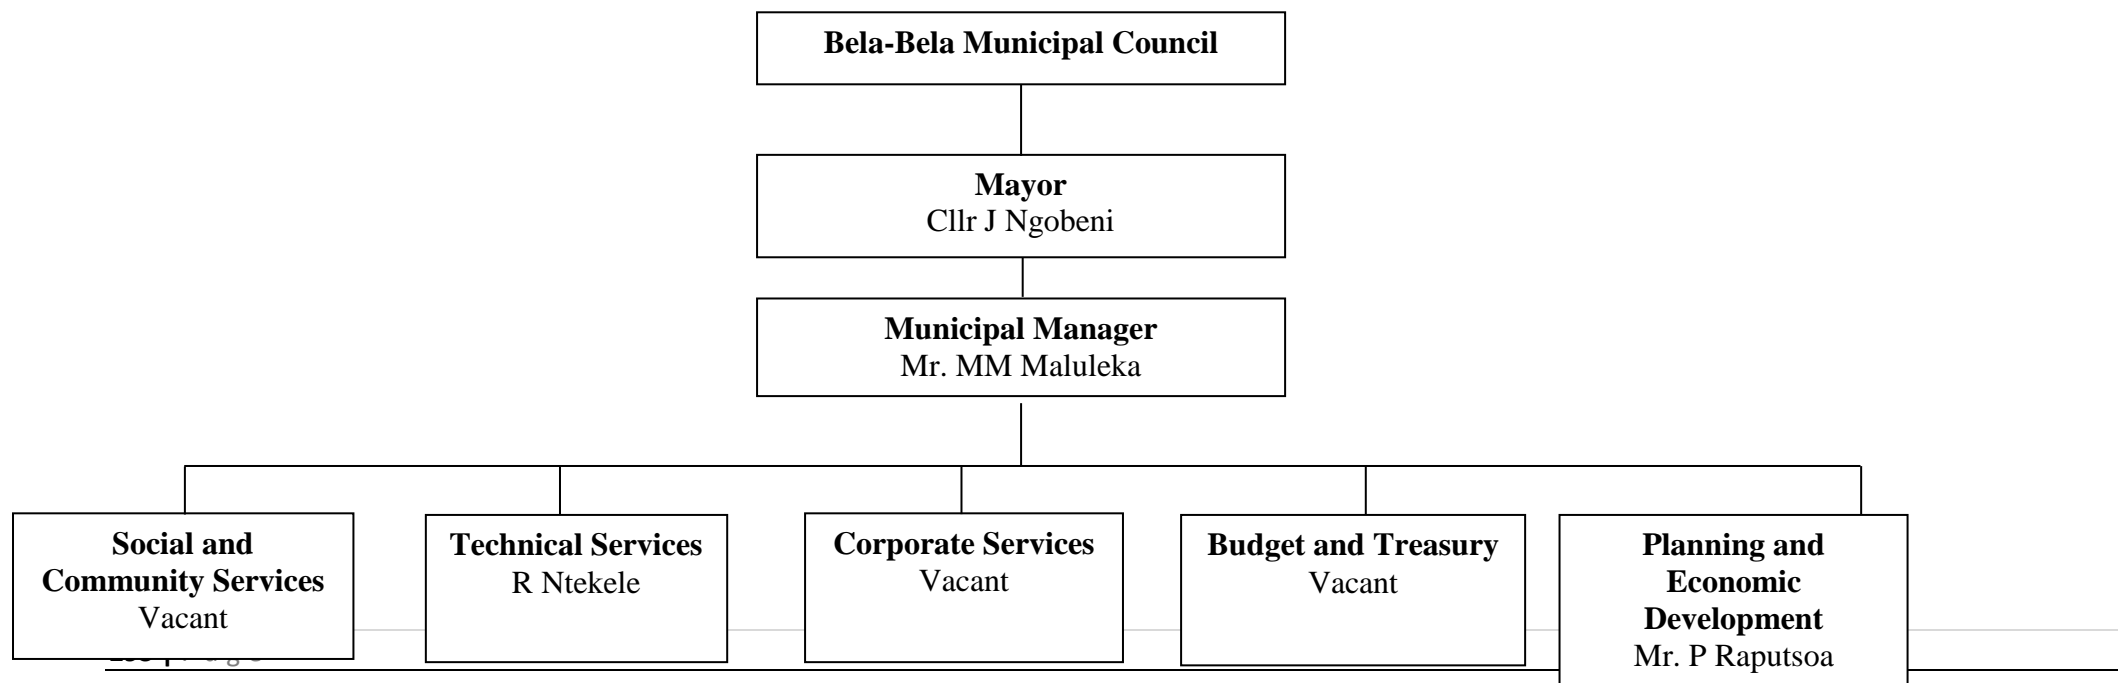 Bela-Bela Municipal Council
Mayor
Cllr J Ngobeni
Municipal Manager
Mr. MM Maluleka
Social and
Community Services
Vacant
Technical Services
R Ntekele
Corporate Services
Vacant
Budget and Treasury
Vacant
Planning and
Economic
Development
Mr. P Raputsoa